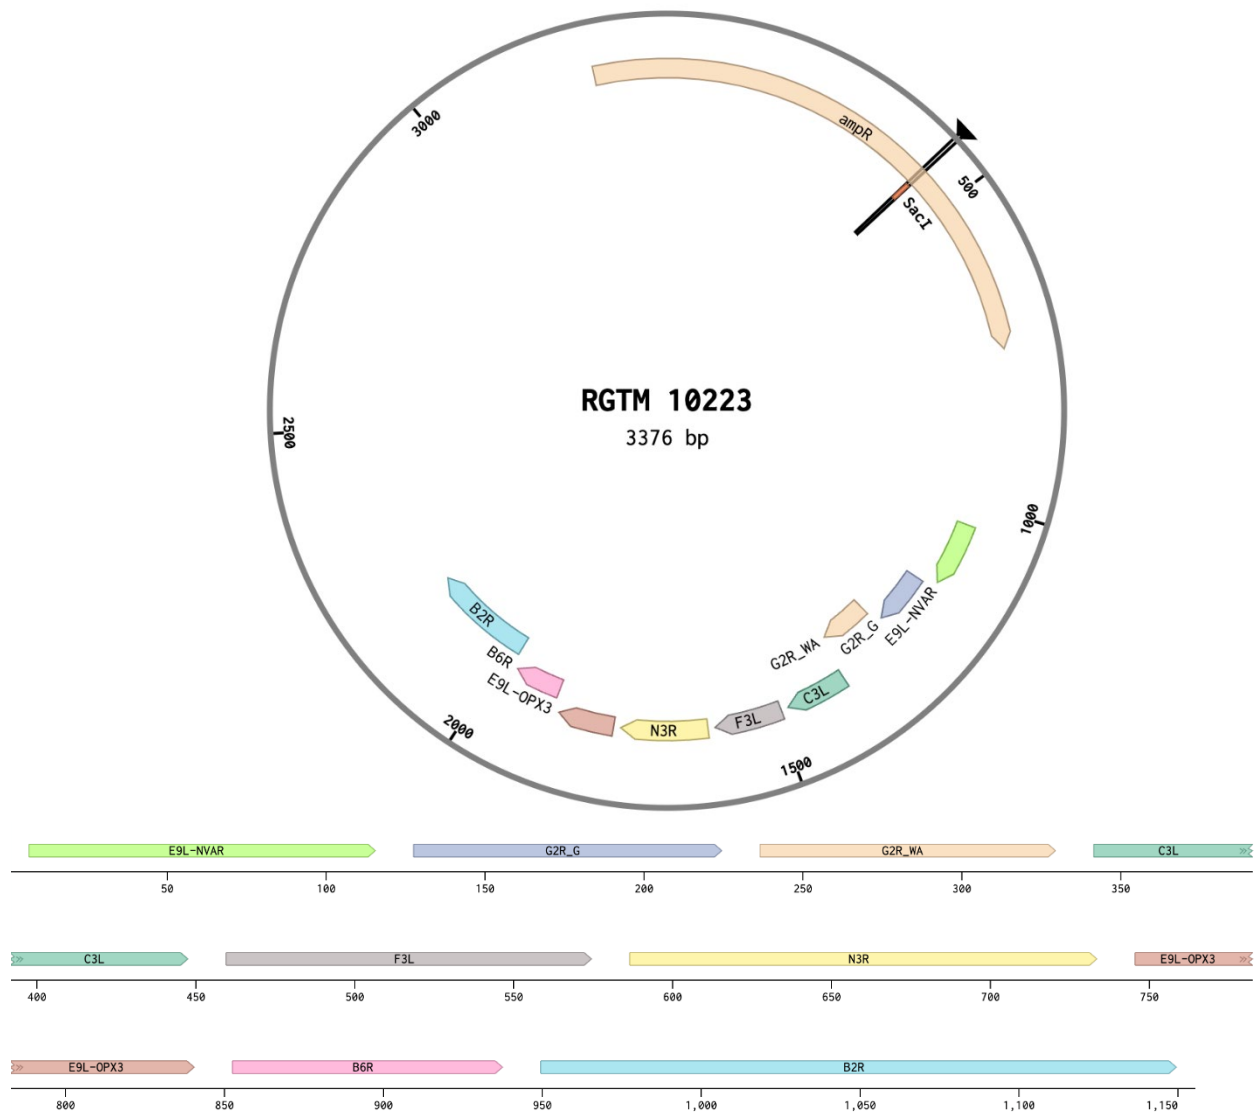 ampR
3000
500
SacI
RGTM 10223
3376 bp
2500
1000
E9L-NVAR
G2R_G
G2R_WA
B2R
B6R
E9L-OPX3
C3L
F3L
N3R
2000
1500
E9L-NVAR G2R_G G2R_WA C3L
50 100 150 200 250 300 350
C3L F3L N3R E9L-OPX3
400 450 500 550 600 650 700 750
E9L-OPX3 B6R B2R
800 850 900 950 1,000 1,050 1,100 1,150